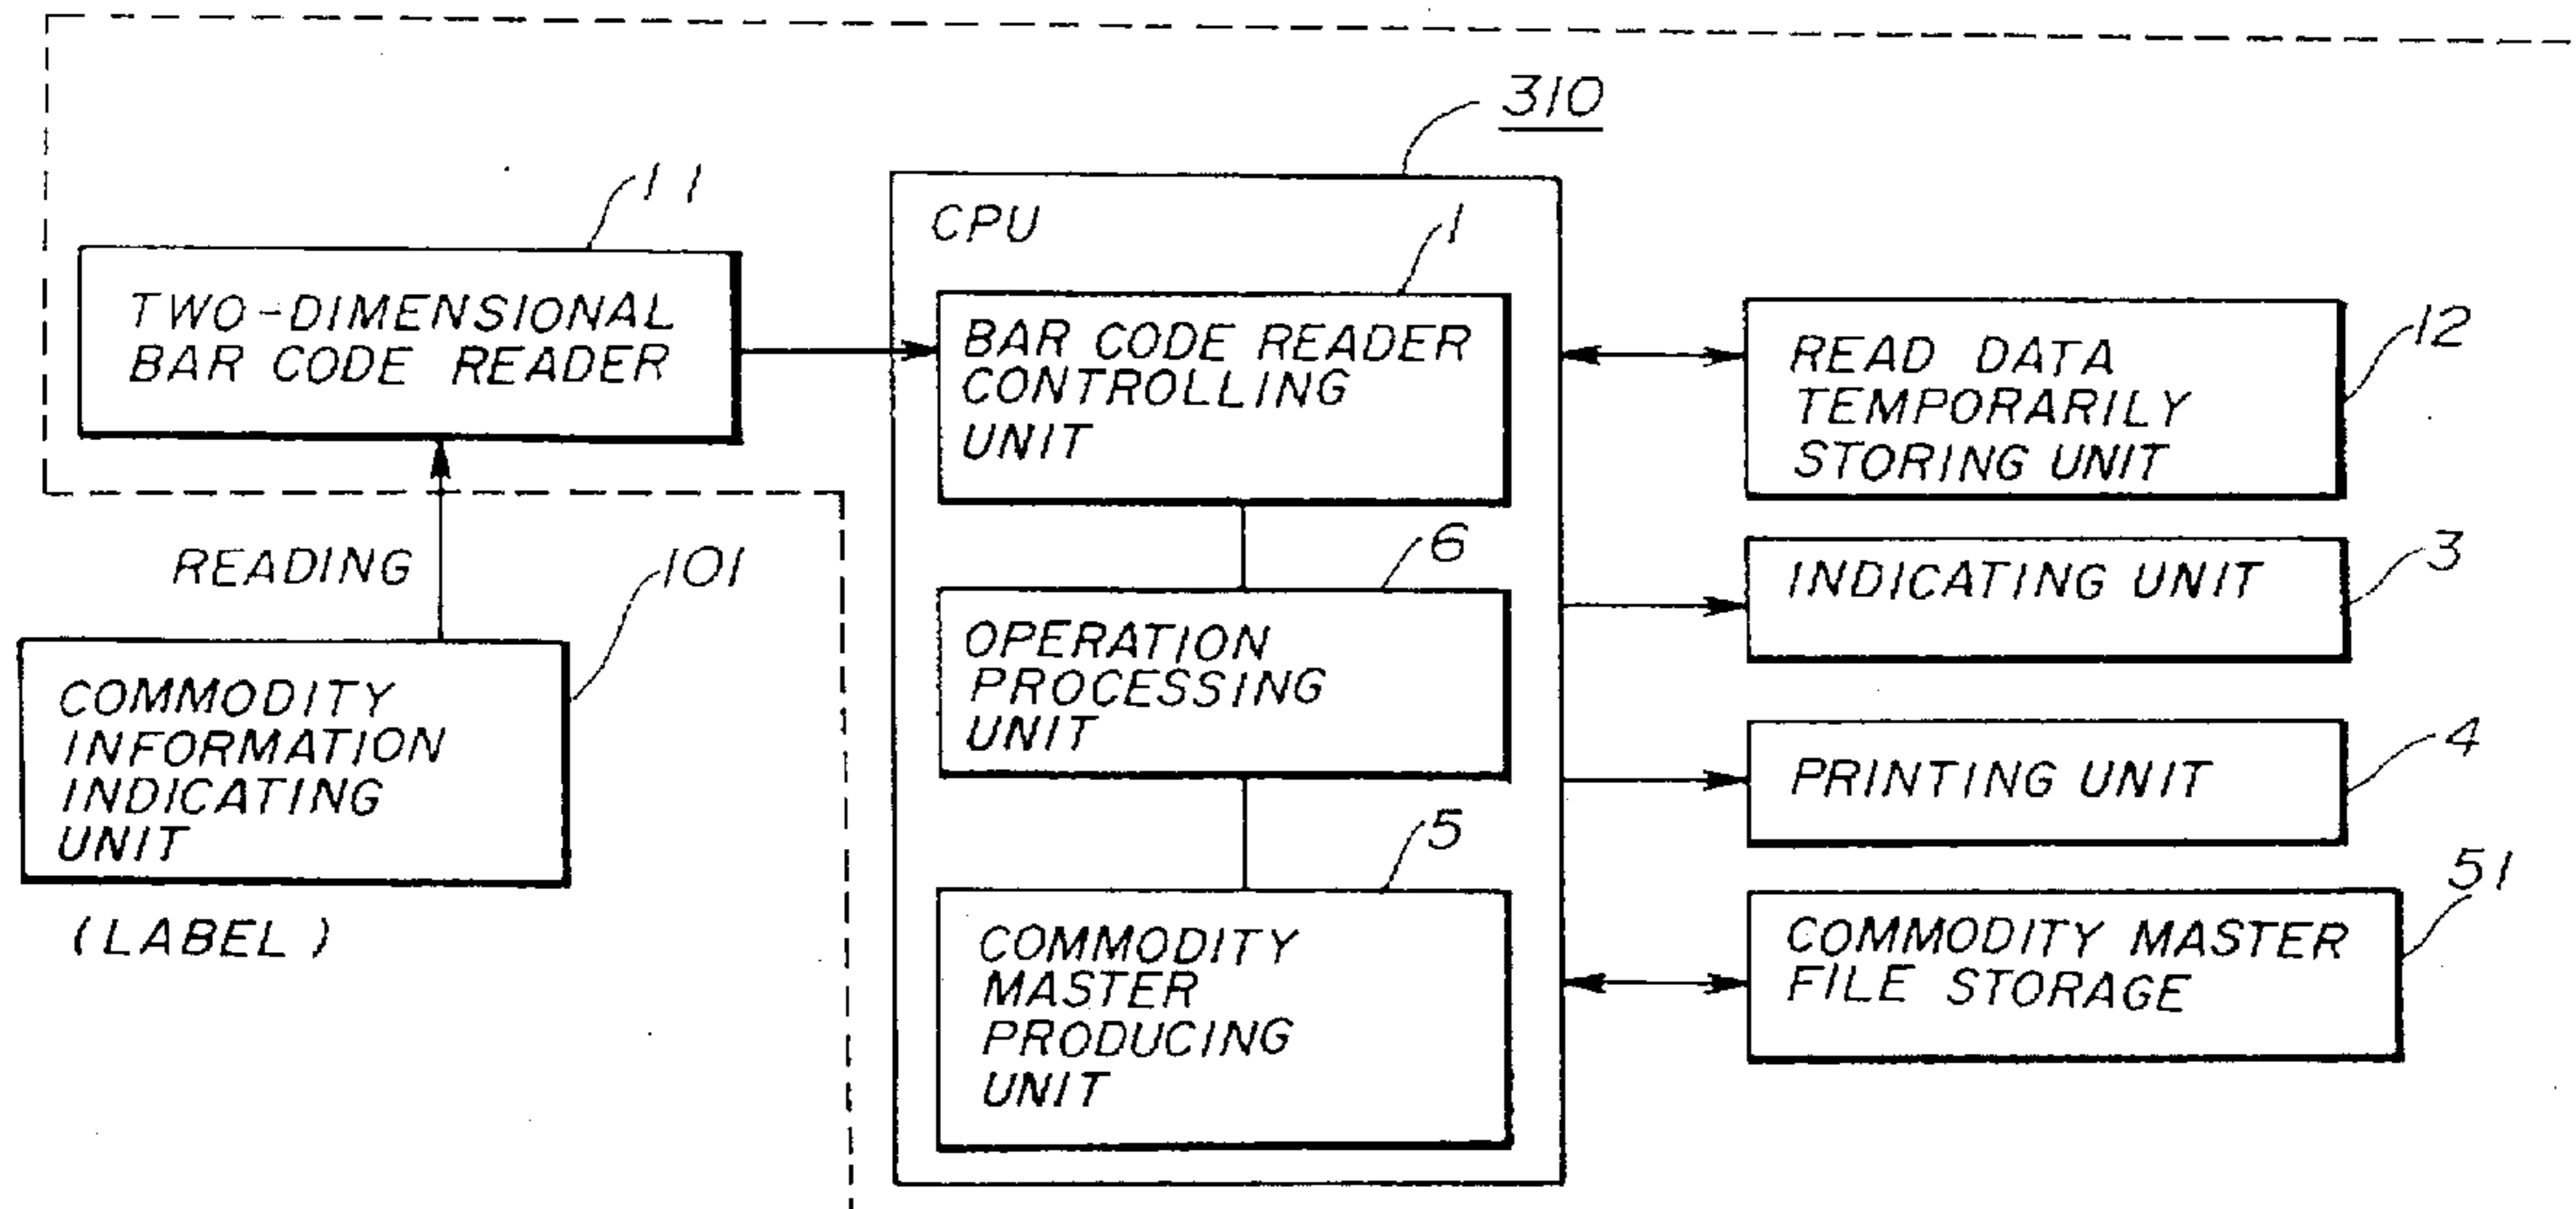 310
11
CPU
1
TWO-DIMENSIONAL
BAR CODE READER
BAR CODE READER
CONTROLLING
UNIT
READ DATA
TEMPORARILY
STORING UNIT
12
READING
101
6
INDICATING UNIT
3
COMMODITY
INFORMATION
INDICATING
UNIT
(LABEL)
OPERATION
PROCESSING
UNIT
PRINTING UNIT
4
5
COMMODITY
MASTER
PRODUCING
UNIT
51
COMMODITY MASTER
FILE STORAGE